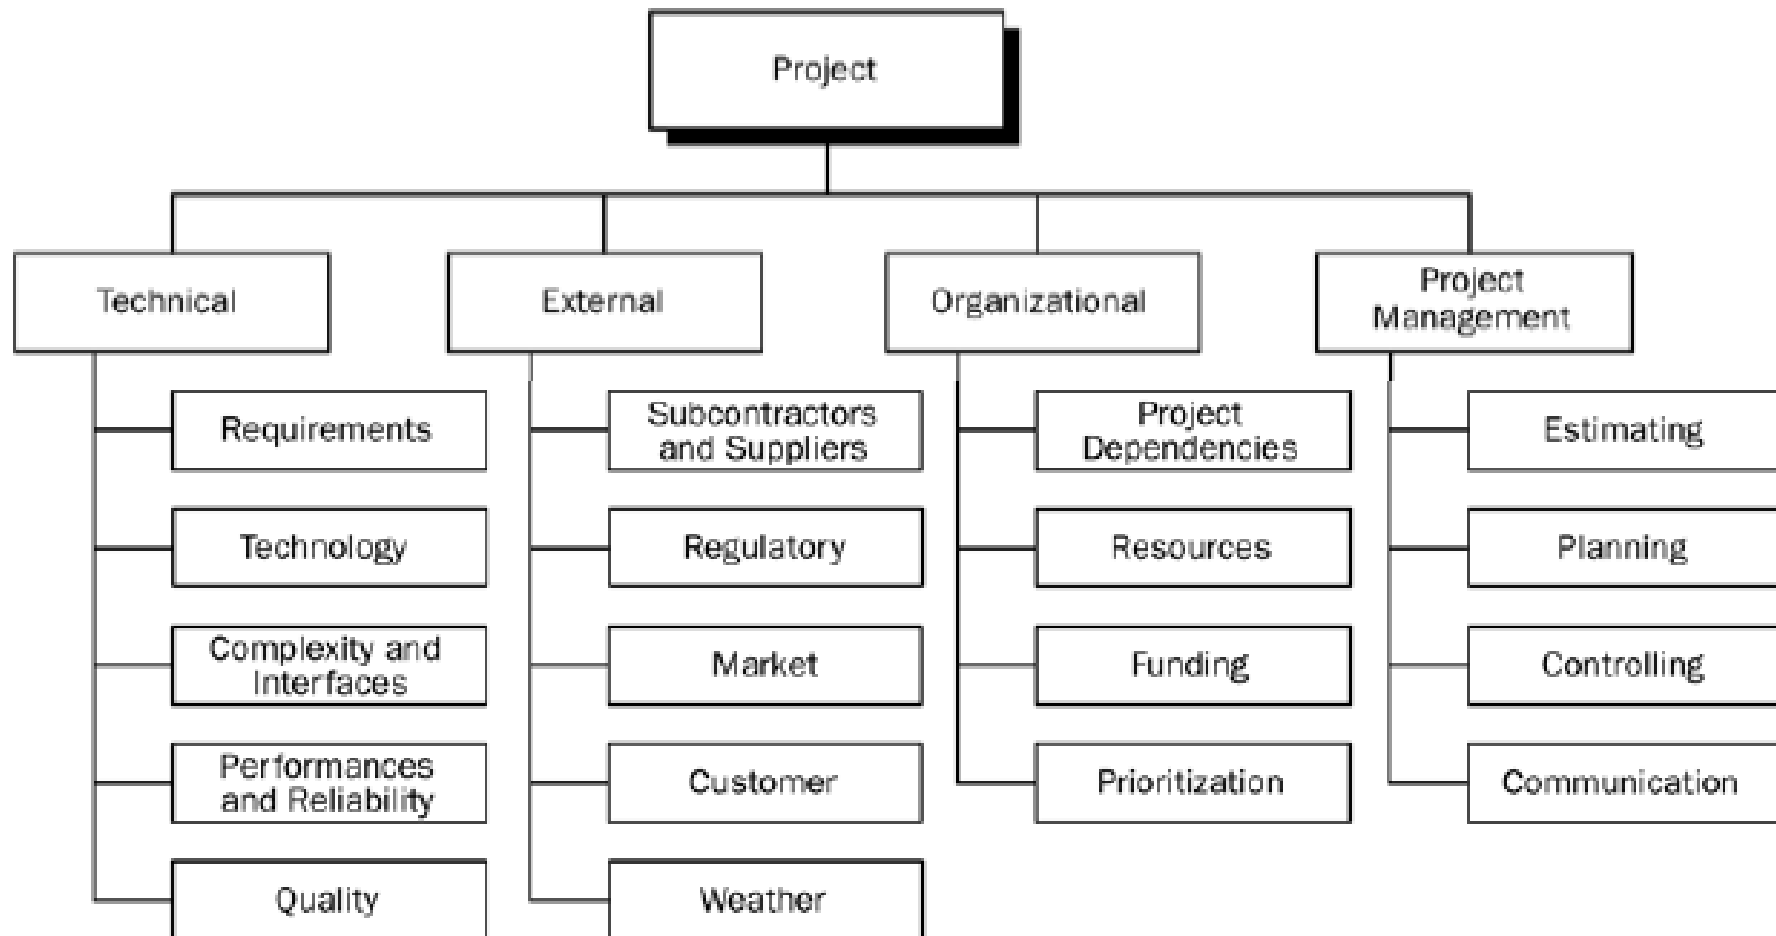 Project
Technical
External
Organizational
Project
Management
Requirements
Technology
Complexity and
Interfaces
Performances
and Reliability
Quality
Subcontractors
and Suppliers
Regulatory
Market
Customer
Weather
Project
Dependencies
Resources
Funding
Prioritization
Estimating
Planning
Controlling
Communication